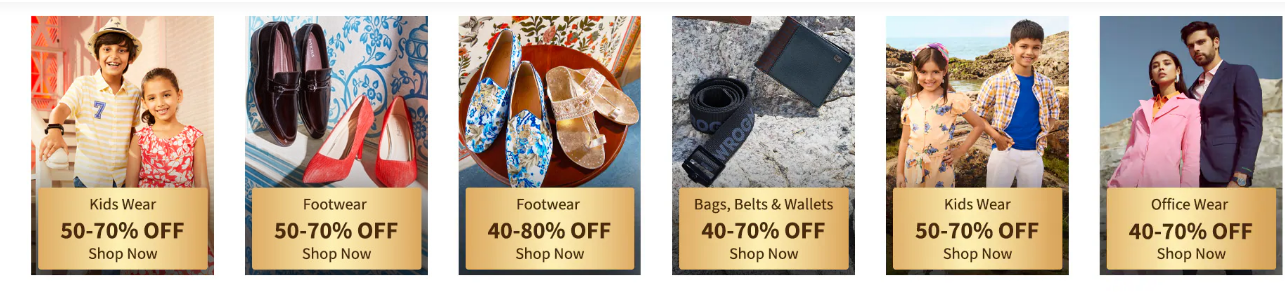 Kids Wear
50-70% OFF
Shop Now
Footwear
50-70% OFF
Shop Now
Footwear
40-80% OFF
Shop Now
Bags, Belts & Wallets
40-70% OFF
Shop Now
Kids Wear
50-70% OFF
Shop Now
Office Wear
40-70% OFF
Shop Now
7